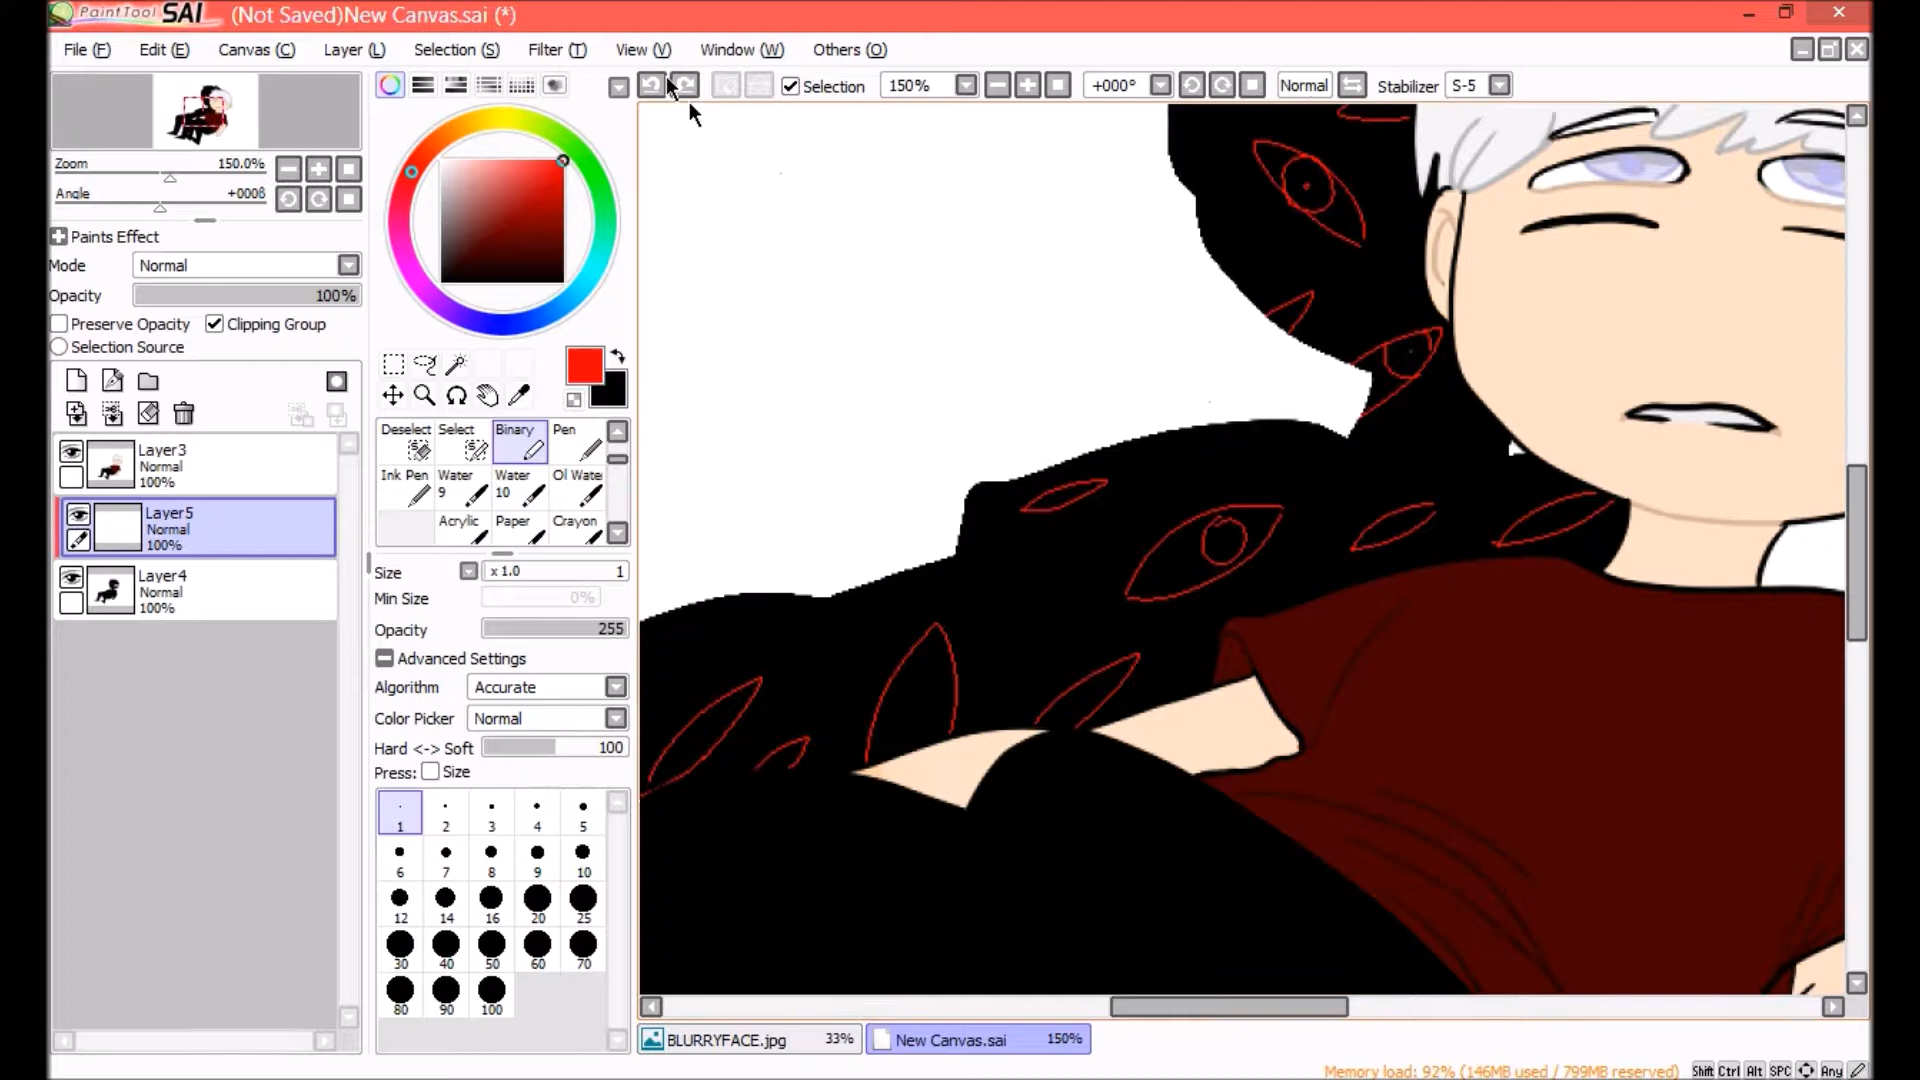 PaintTool SAI (Not Saved)New Canvas.sai (*)
File (F) Edit (E) Canvas (C) Layer (L) Selection (S) Filter (T) View (V) Window (W) Others (O)
Selection 150% +000° Normal Stabilizer S-5
Zoom 150.0%
Angle +000ß
Paints Effect
Mode Normal
Opacity 100%
Preserve Opacity Clipping Group
Selection Source
Layer3
Normal
100%
Layer5
Normal
100%
Layer4
Normal
100%
Deselect Select Binary Pen
Ink Pen Water 9 Water 10 Ol Wate
Acrylic Paper Crayon
Size x 1.0 1
Min Size 0%
Opacity 255
Advanced Settings
Algorithm Accurate
Color Picker Normal
Hard <-> Soft 100
Press: Size
1 2 3 4 5
6 7 8 9 10
12 14 16 20 25
30 40 50 60 70
80 90 100
BLURRYFACE.jpg 33% New Canvas.sai 150%
Memory load: 92% (146MB used / 799MB reserved) Shift Ctrl Alt SPC Any